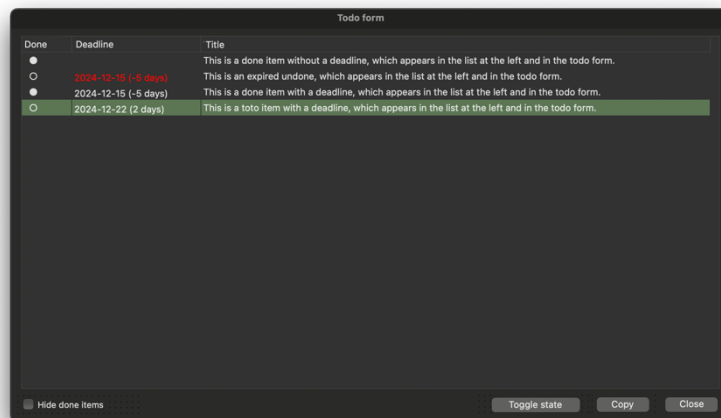 Todo form
Done Deadline Title
This is a done item without a deadline, which appears in the list at the left and in the todo form.
2024-12-15 (-5 days) This is an expired undone, which appears in the list at the left and in the todo form.
2024-12-15 (-5 days) This is a done item with a deadline, which appears in the list at the left and in the todo form.
2024-12-22 (2 days) This is a toto item with a deadline, which appears in the list at the left and in the todo form.
Hide done items Toggle state Copy Close